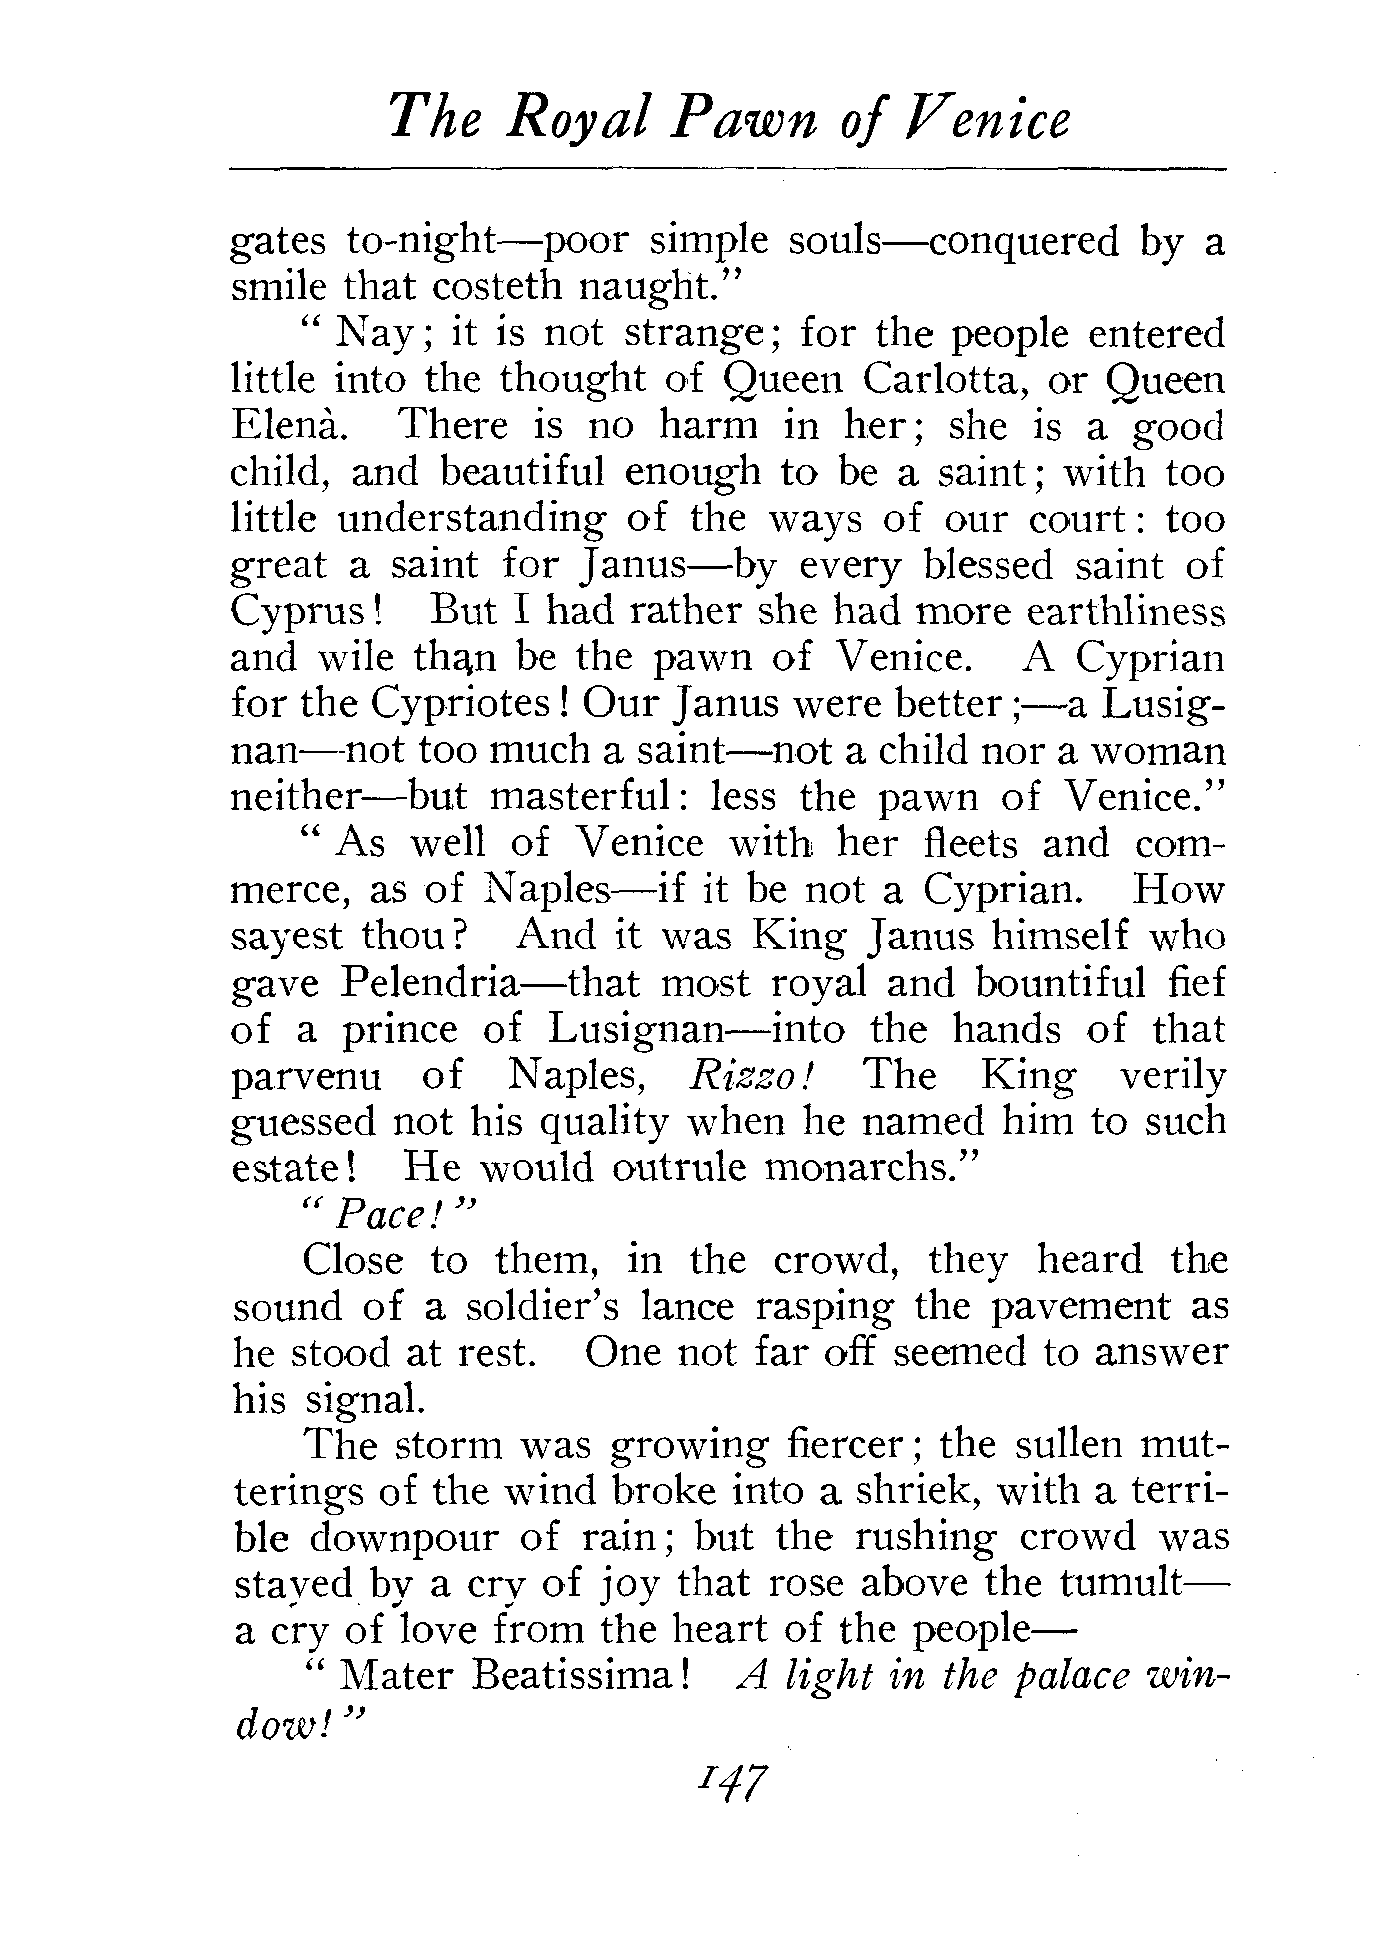 The Royal Pawn of Venice
gates to-night—poor simple souls—conquered by a
smile that costeth naught."
" Nay; it is not strange; for the people entered
little into the thought of Queen Carlotta, or Queen
Elenà. There is no harm in her; she is a good
child, and beautiful enough to be a saint; with too
little understanding of the ways of our court: too
great a saint for Janus—by every blessed saint of
Cyprus! But I had rather she had more earthliness
and wile than be the pawn of Venice. A Cyprian
for the Cypriotes! Our Janus were better;—a Lusig-
nan—not too much a saint—not a child nor a woman
neither—but masterful: less the pawn of Venice."
" As well of Venice with her fleets and com-
merce, as of Naples—if it be not a Cyprian. How
sayest thou? And it was King Janus himself who
gave Pelendria—that most royal and bountiful fief
of a prince of Lusignan—into the hands of that
parvenu of Naples, Rizzo! The King verily
guessed not his quality when he named him to such
estate! He would outrule monarchs."
" Pace!"
Close to them, in the crowd, they heard the
sound of a soldier's lance rasping the pavement as
he stood at rest. One not far off seemed to answer
his signal.
The storm was growing fiercer; the sullen mut-
terings of the wind broke into a shriek, with a terri-
ble downpour of rain; but the rushing crowd was
stayed by a cry of joy that rose above the tumult—
a cry of love from the heart of the people—
" Mater Beatissima! A light in the palace win-
dow!"
147